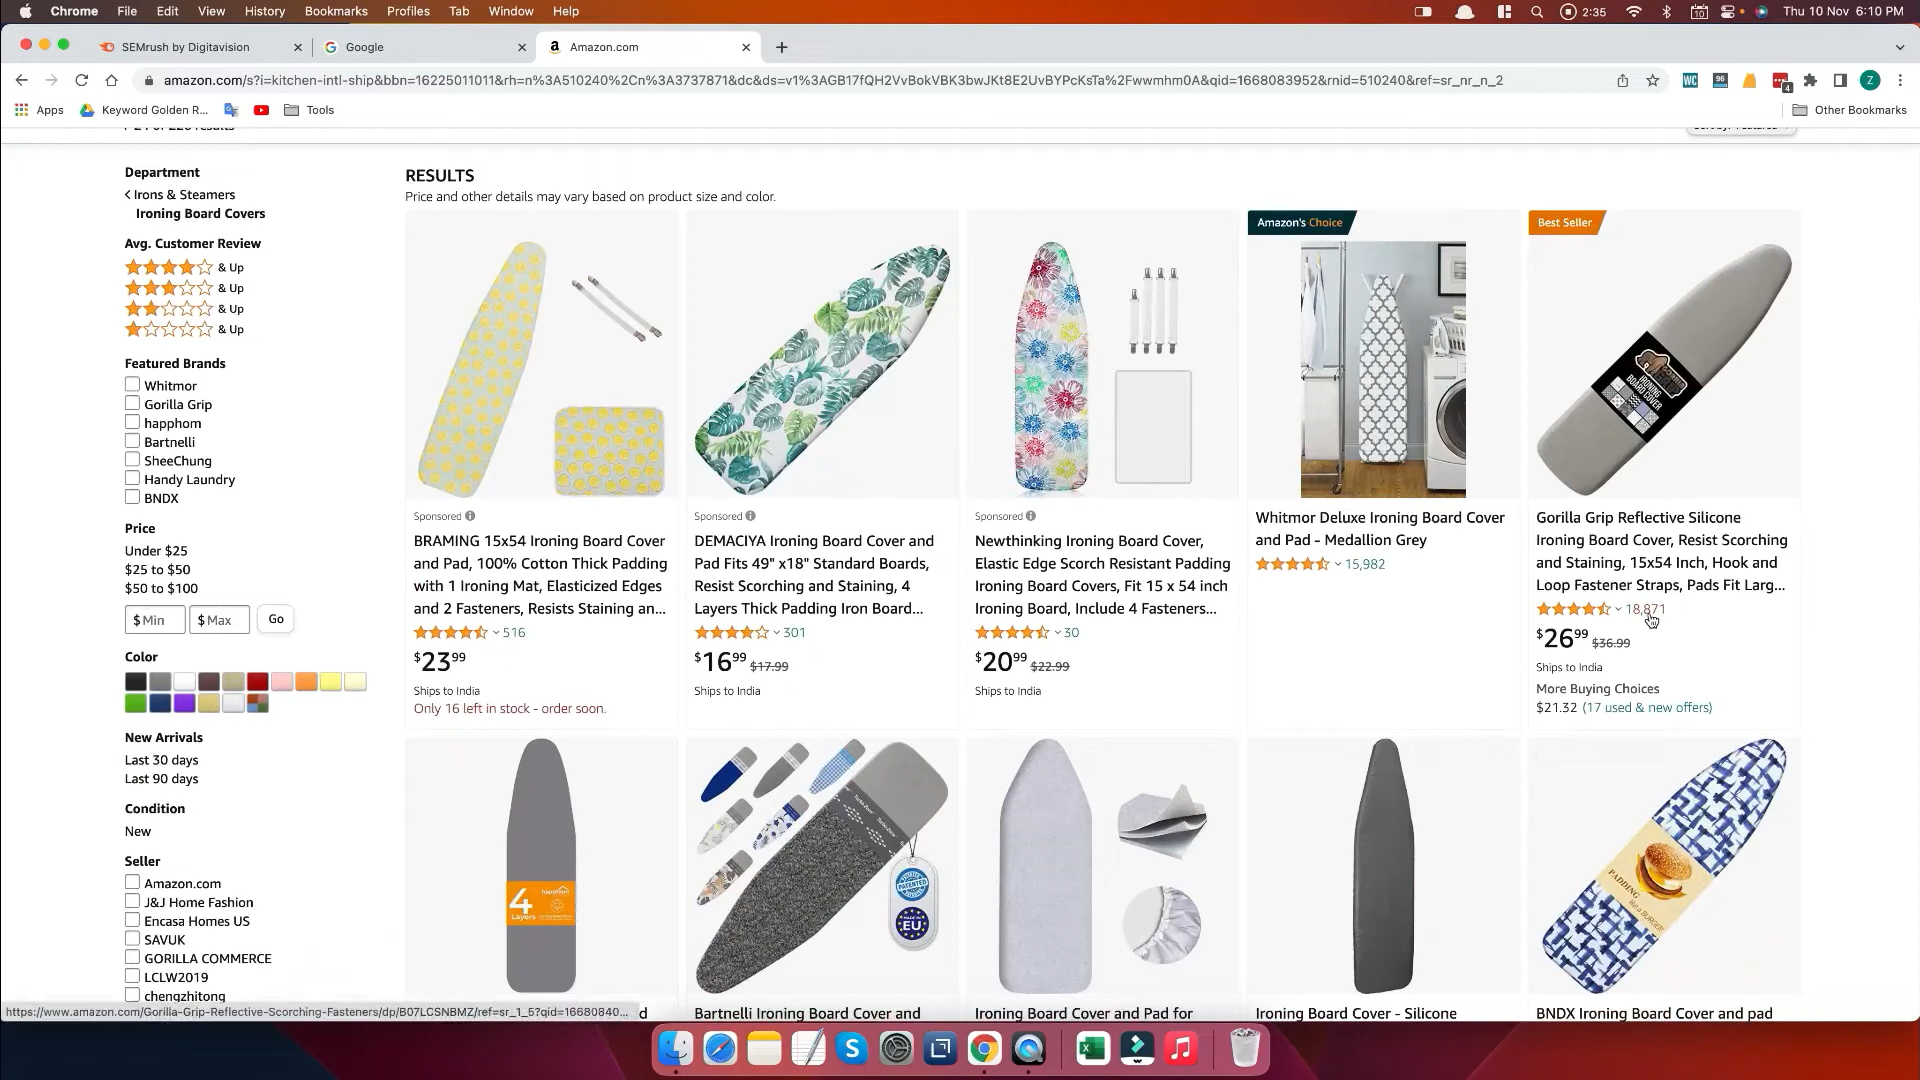 Chrome File Edit View History Bookmarks Profiles Tab Window Help 2:35 10 Thu 10 Nov 6:10 PM
SEMrush by Digitavision Google Amazon.com
amazon.com/s?i=kitchen-intl-ship&bbn=16225011011&rh=n%3A510240%2Cn%3A3737871&dc&ds=v1%3AGB17fQH2VvBokVBK3bwJKt8E2UvBYPcKsTa%2Fwwmhm0A&qid=1668083952&rnid=510240&ref=sr_nr_n_2
Apps Keyword Golden R... Tools Other Bookmarks
Department
Irons & Steamers
Ironing Board Covers
Avg. Customer Review
& Up
& Up
& Up
& Up
Featured Brands
Whitmor
Gorilla Grip
happhom
Bartnelli
SheeChung
Handy Laundry
BNDX
Price
Under $25
$25 to $50
$50 to $100
$ Min $ Max Go
Color
New Arrivals
Last 30 days
Last 90 days
Condition
New
Seller
Amazon.com
J&J Home Fashion
Encasa Homes US
SAVUK
GORILLA COMMERCE
LCLW2019
chengzhitong
RESULTS
Price and other details may vary based on product size and color.
Sponsored
BRAMING 15x54 Ironing Board Cover
and Pad, 100% Cotton Thick Padding
with 1 Ironing Mat, Elasticized Edges
and 2 Fasteners, Resists Staining an...
516
$23.99
Ships to India
Only 16 left in stock - order soon.
Sponsored
DEMACIYA Ironing Board Cover and
Pad Fits 49" x18" Standard Boards,
Resist Scorching and Staining, 4
Layers Thick Padding Iron Board...
301
$16.99 $17.99
Ships to India
Sponsored
Newthinking Ironing Board Cover,
Elastic Edge Scorch Resistant Padding
Ironing Board Covers, Fit 15 x 54 inch
Ironing Board, Include 4 Fasteners...
30
$20.99 $22.99
Ships to India
Amazon's Choice
Whitmor Deluxe Ironing Board Cover
and Pad - Medallion Grey
15,982
Best Seller
IRONING
BOARD COVER
Gorilla Grip Reflective Silicone
Ironing Board Cover, Resist Scorching
and Staining, 15x54 Inch, Hook and
Loop Fastener Straps, Pads Fit Larg...
18,871
$26.99 $36.99
Ships to India
More Buying Choices
$21.32 (17 used & new offers)
4
Layers
happhom
PATENTED
MADE IN
EU
PADDING
like a BURGER
Bartnelli Ironing Board Cover and
Ironing Board Cover and Pad for
Ironing Board Cover - Silicone
BNDX Ironing Board Cover and pad
https://www.amazon.com/Gorilla-Grip-Reflective-Scorching-Fasteners/dp/B07LCSNBMZ/ref=sr_1_5?qid=16680840...